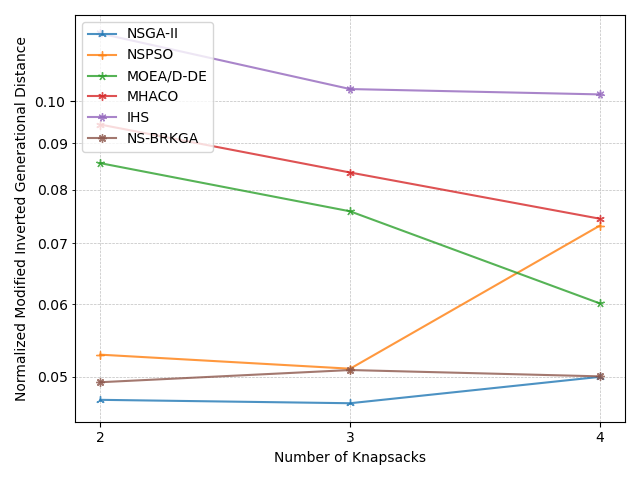 Normalized Modified Inverted Generational Distance
NSGA-II
NSPSO
MOEA/D-DE
MHACO
IHS
NS-BRKGA
0.10
0.09
0.08
0.07
0.06
0.05
2
3
4
Number of Knapsacks